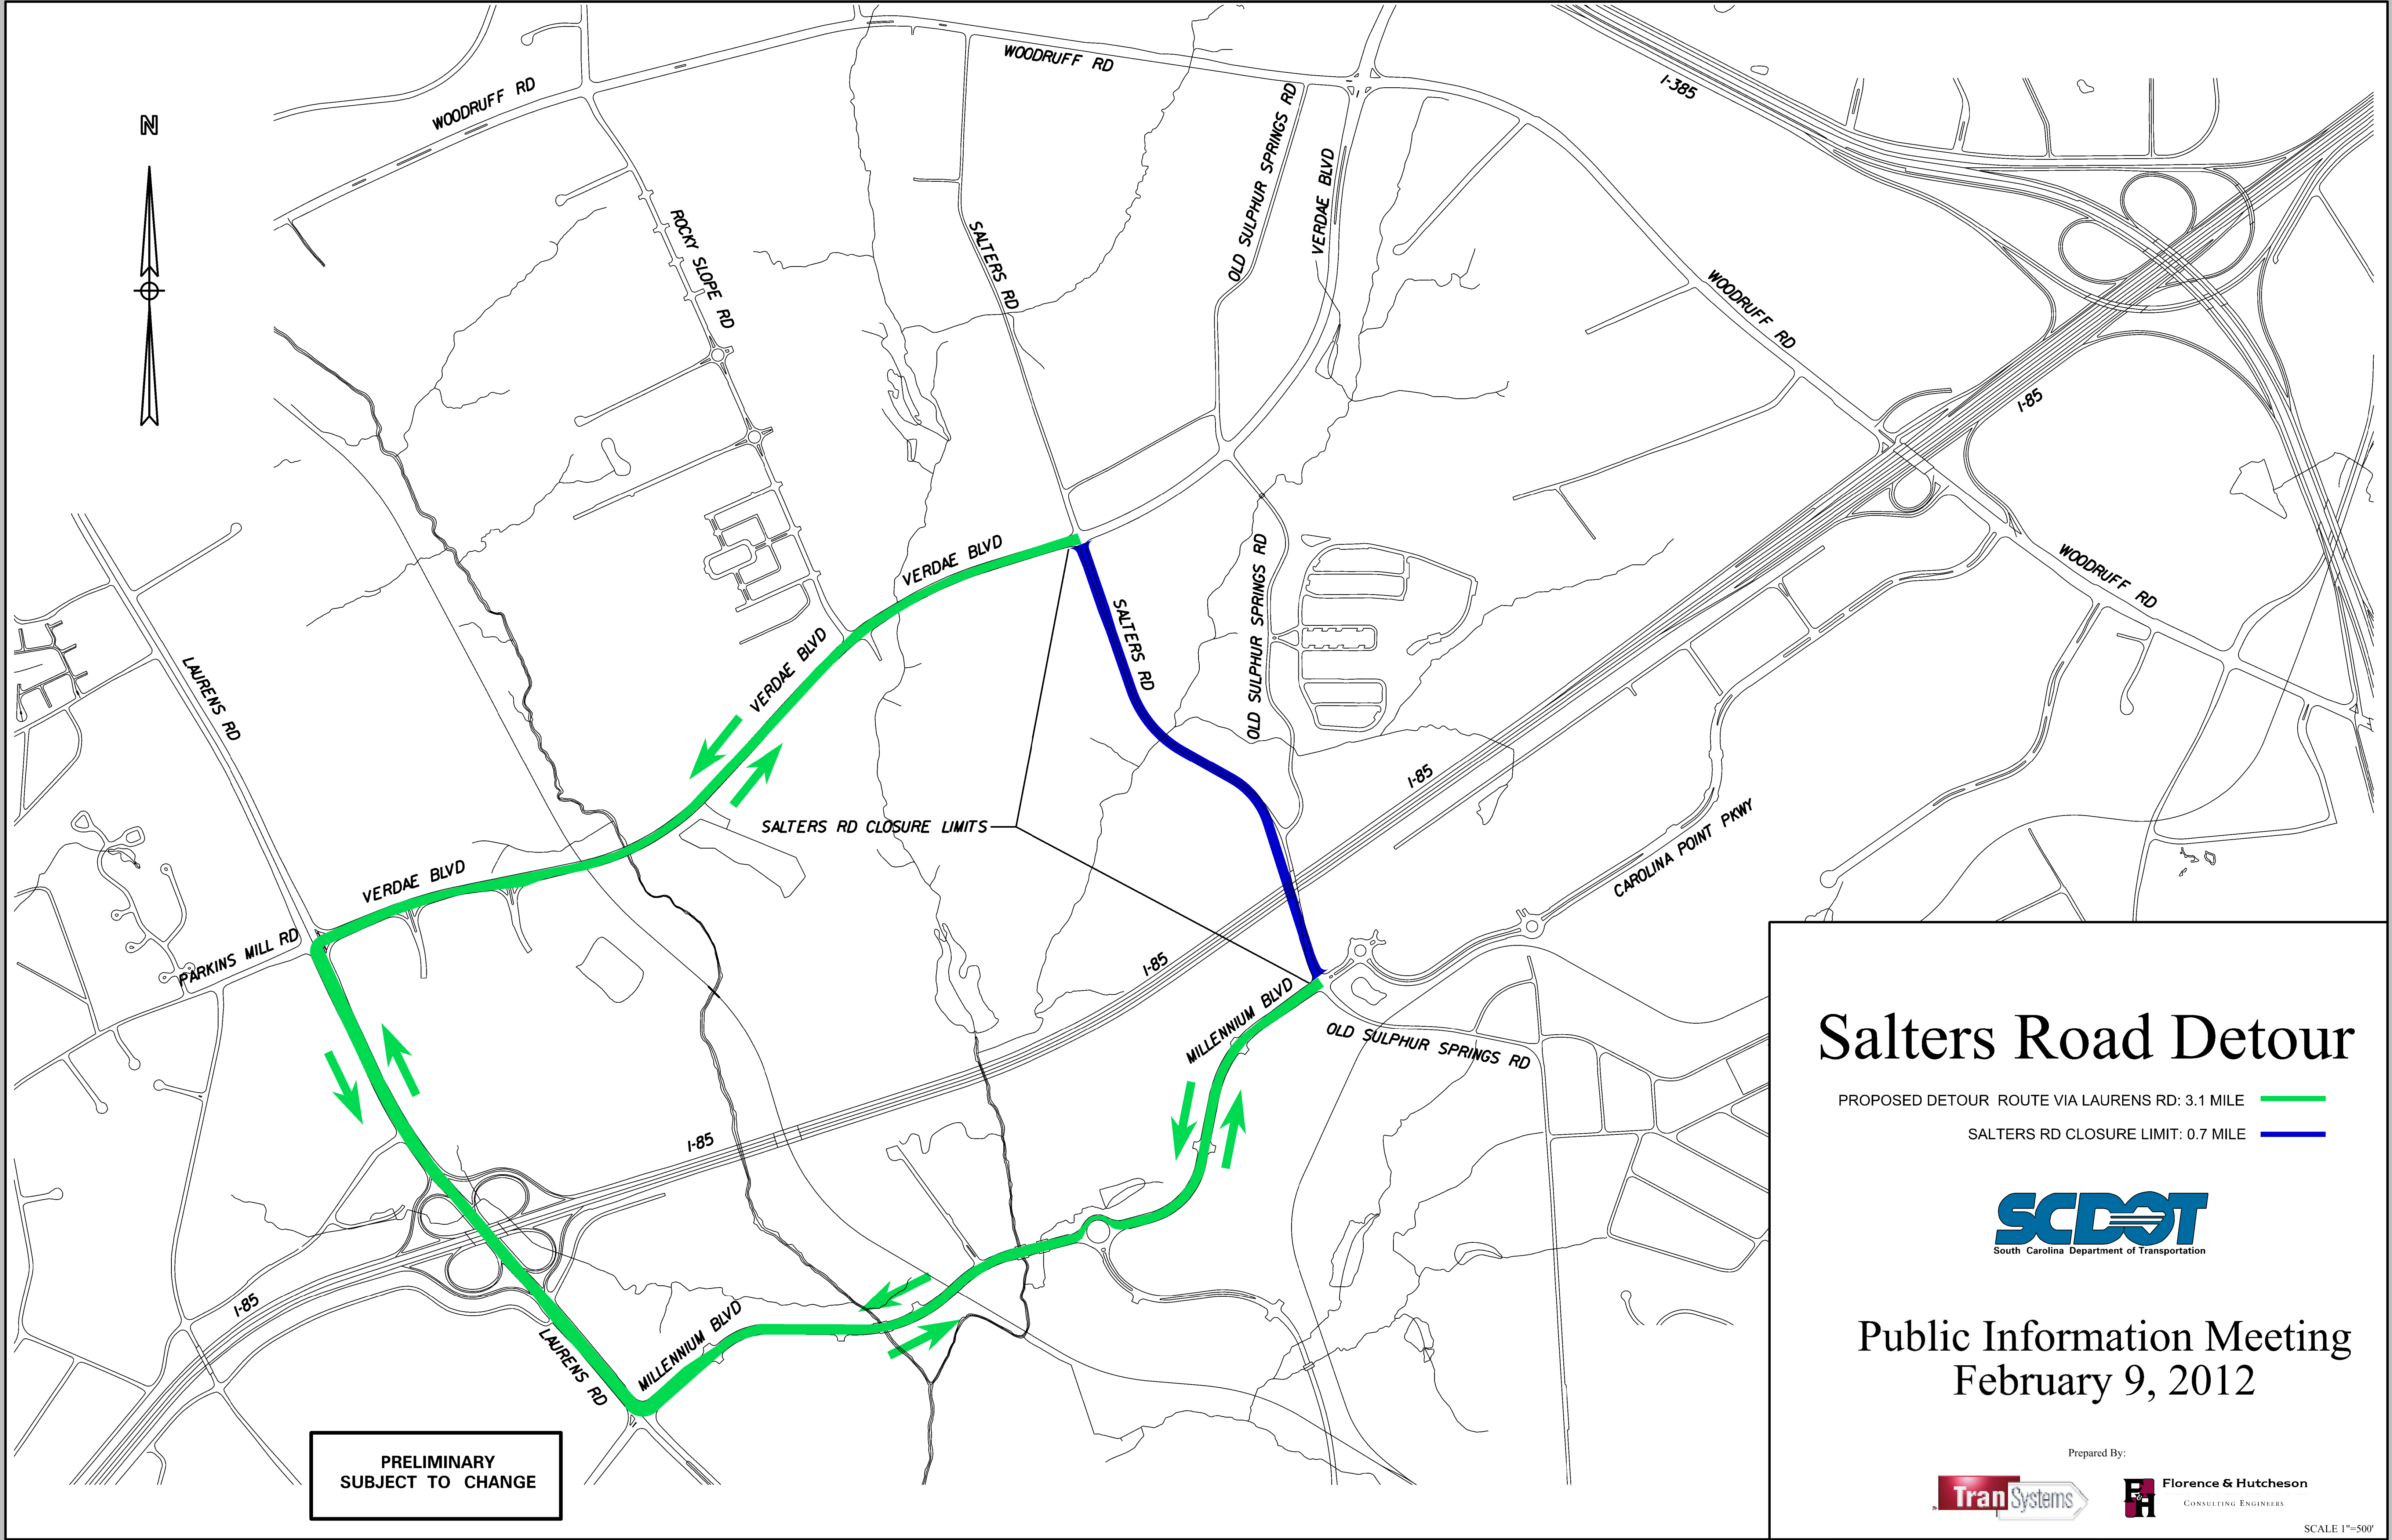 WOODRUFF RD
WOODRUFF RD
I-385
N
OLD SULPHUR SPRINGS RD
VERDAE BLVD
ROCKY SLOPE RD
SALTERS RD
WOODRUFF RD
I-85
VERDAE BLVD
OLD SULPHUR SPRINGS RD
WOODRUFF RD
SALTERS RD
VERDAE BLVD
LAURENS RD
I-85
SALTERS RD CLOSURE LIMITS
CAROLINA POINT PKWY
VERDAE BLVD
PARKINS MILL RD
I-85
MILLENNIUM BLVD
OLD SULPHUR SPRINGS RD
I-85
I-85
MILLENNIUM BLVD
LAURENS RD
PRELIMINARY
SUBJECT TO CHANGE
Salters Road Detour
PROPOSED DETOUR ROUTE VIA LAURENS RD: 3.1 MILE
SALTERS RD CLOSURE LIMIT: 0.7 MILE
SCDOT
South Carolina Department of Transportation
Public Information Meeting
February 9, 2012
Prepared By:
TranSystems
F&H
Florence & Hutcheson
CONSULTING ENGINEERS
SCALE 1"=500'